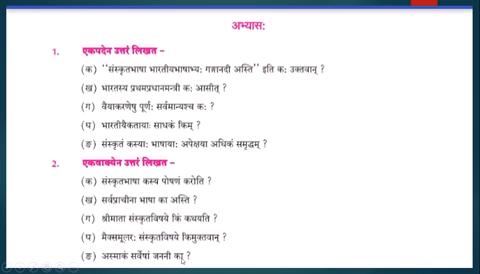 अभ्यास:
1. एकपदेन उत्तरं लिखत –
(क) "संस्कृतभाषा भारतीयभाषाभ्य: गङ्गानदी अस्ति" इति क: उक्तवान् ?
(ख) भारतस्य प्रथमप्रधानमन्त्री क: आसीत् ?
(ग) वैयाकरणेषु पूर्ण: सर्वमान्यश्च क: ?
(घ) भारतीयैकताया: साधकं किम् ?
(ङ) संस्कृतं कस्या: भाषाया: अपेक्षया अधिकं समृद्धम् ?
2. एकवाक्येन उत्तरं लिखत –
(क) संस्कृतभाषा कस्य पोषणं करोति ?
(ख) सर्वप्राचीना भाषा का अस्ति ?
(ग) श्रीमाता संस्कृतविषये किं कथयति ?
(घ) मैक्समूलर: संस्कृतविषये किमुक्तवान् ?
(ङ) अस्माकं सर्वेषां जननी का ?